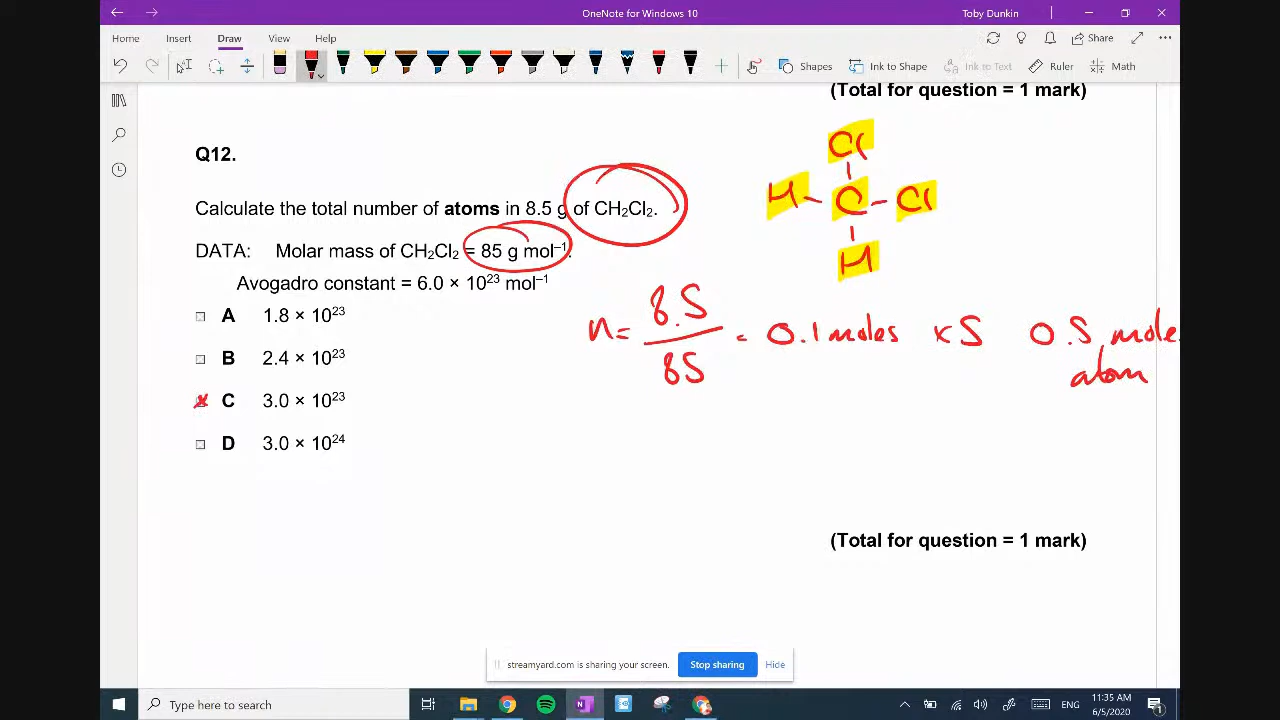 OneNote for Windows 10
Toby Dunkin
Home Insert Draw View Help
Share
Shapes
Ink to Shape
Ink to Text
Ruler
Math
(Total for question = 1 mark)
Q12.
Calculate the total number of atoms in 8.5 g of CH₂Cl₂.
DATA: Molar mass of CH₂Cl₂ = 85 g mol⁻¹.
Avogadro constant = 6.0 × 10²³ mol⁻¹
A 1.8 × 10²³
B 2.4 × 10²³
C 3.0 × 10²³
D 3.0 × 10²⁴
Cl
H - C - Cl
H
n = 8.5 / 85 = 0.1 moles x5 0.5 mole
atom
(Total for question = 1 mark)
streamyard.com is sharing your screen.
Stop sharing
Hide
Type here to search
ENG
11:35 AM
6/5/2020